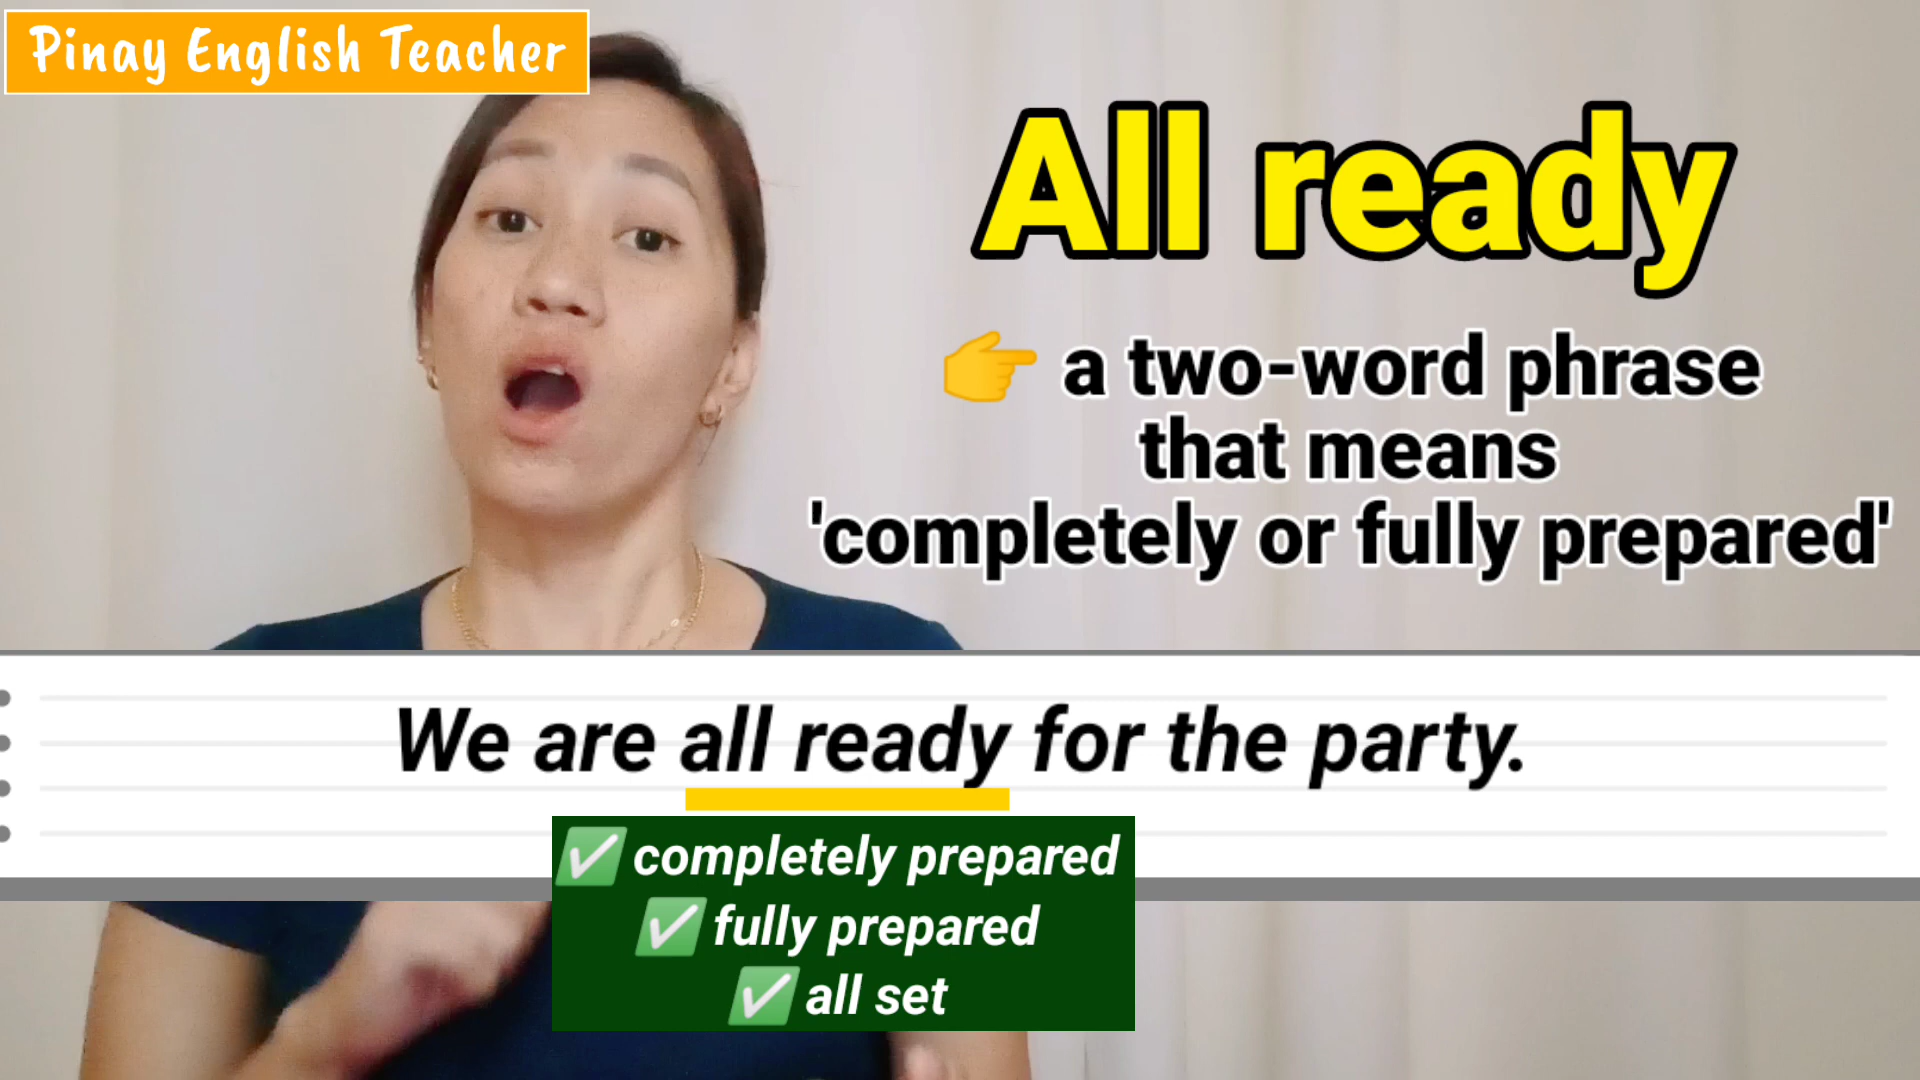 Pinay English Teacher
All ready
👉 a two-word phrase
that means
'completely or fully prepared'
We are all ready for the party.
✅ completely prepared
✅ fully prepared
✅ all set